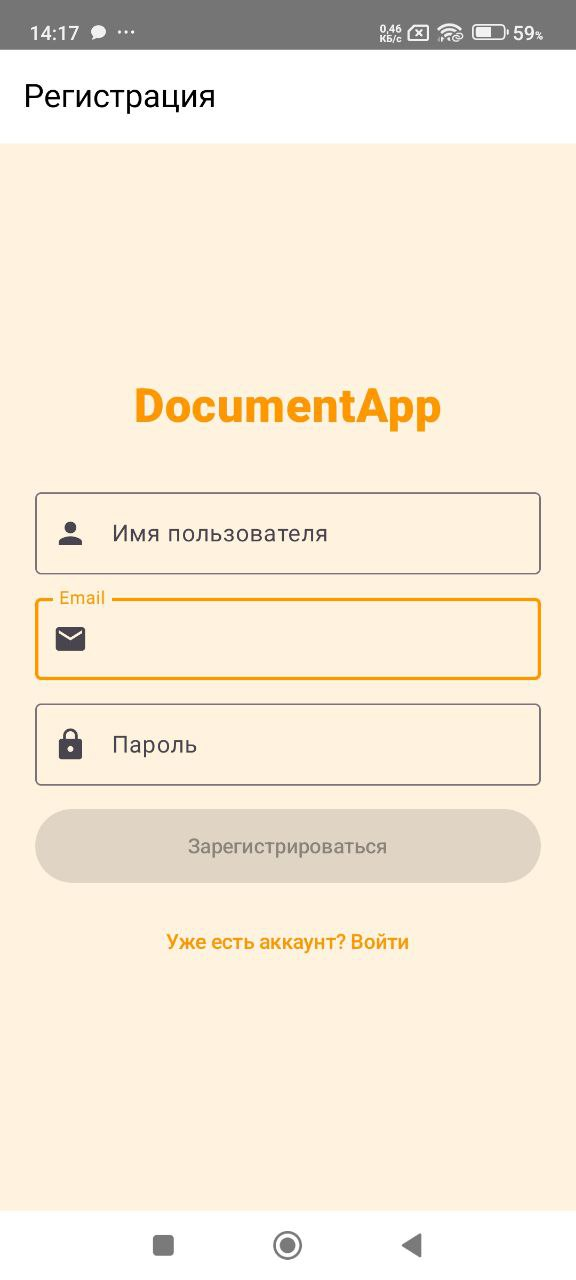 14:17
0,46
КБ/с
59%
Регистрация
DocumentApp
Имя пользователя
Email
Пароль
Зарегистрироваться
Уже есть аккаунт? Войти